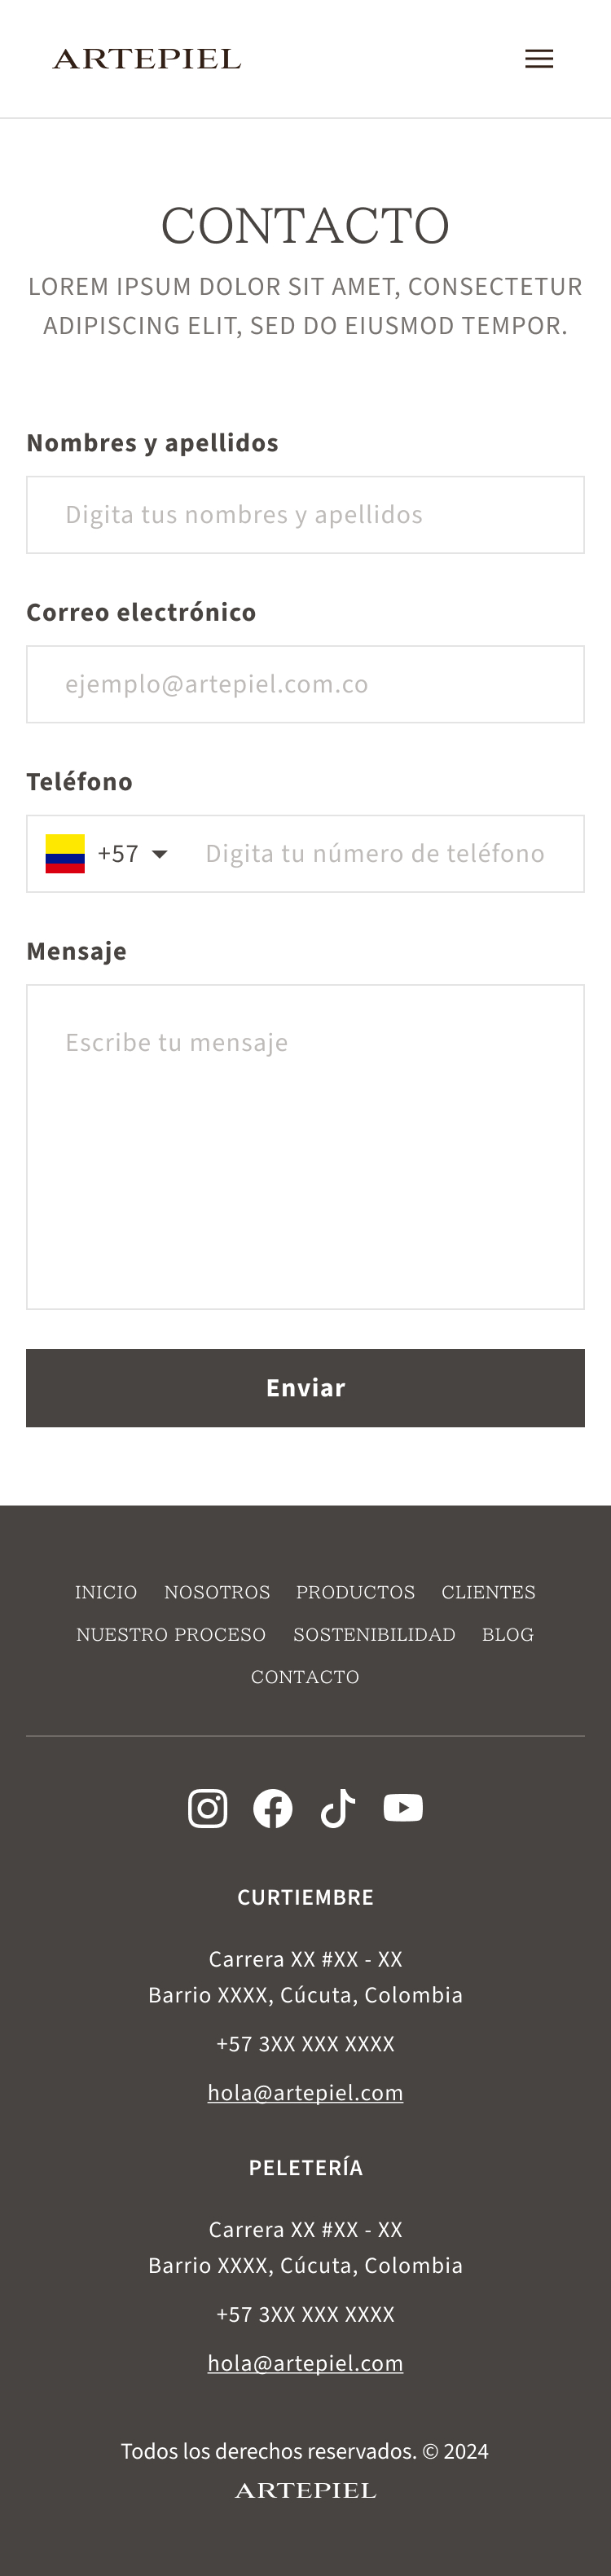 ARTEPIEL
CONTACTO
LOREM IPSUM DOLOR SIT AMET, CONSECTETUR
ADIPISCING ELIT, SED DO EIUSMOD TEMPOR.
Nombres y apellidos
Digita tus nombres y apellidos
Correo electrónico
ejemplo@artepiel.com.co
Teléfono
+57 Digita tu número de teléfono
Mensaje
Escribe tu mensaje
Enviar
INICIO NOSOTROS PRODUCTOS CLIENTES
NUESTRO PROCESO SOSTENIBILIDAD BLOG
CONTACTO
CURTIEMBRE
Carrera XX #XX - XX
Barrio XXXX, Cúcuta, Colombia
+57 3XX XXX XXXX
hola@artepiel.com
PELETERÍA
Carrera XX #XX - XX
Barrio XXXX, Cúcuta, Colombia
+57 3XX XXX XXXX
hola@artepiel.com
Todos los derechos reservados. © 2024
ARTEPIEL